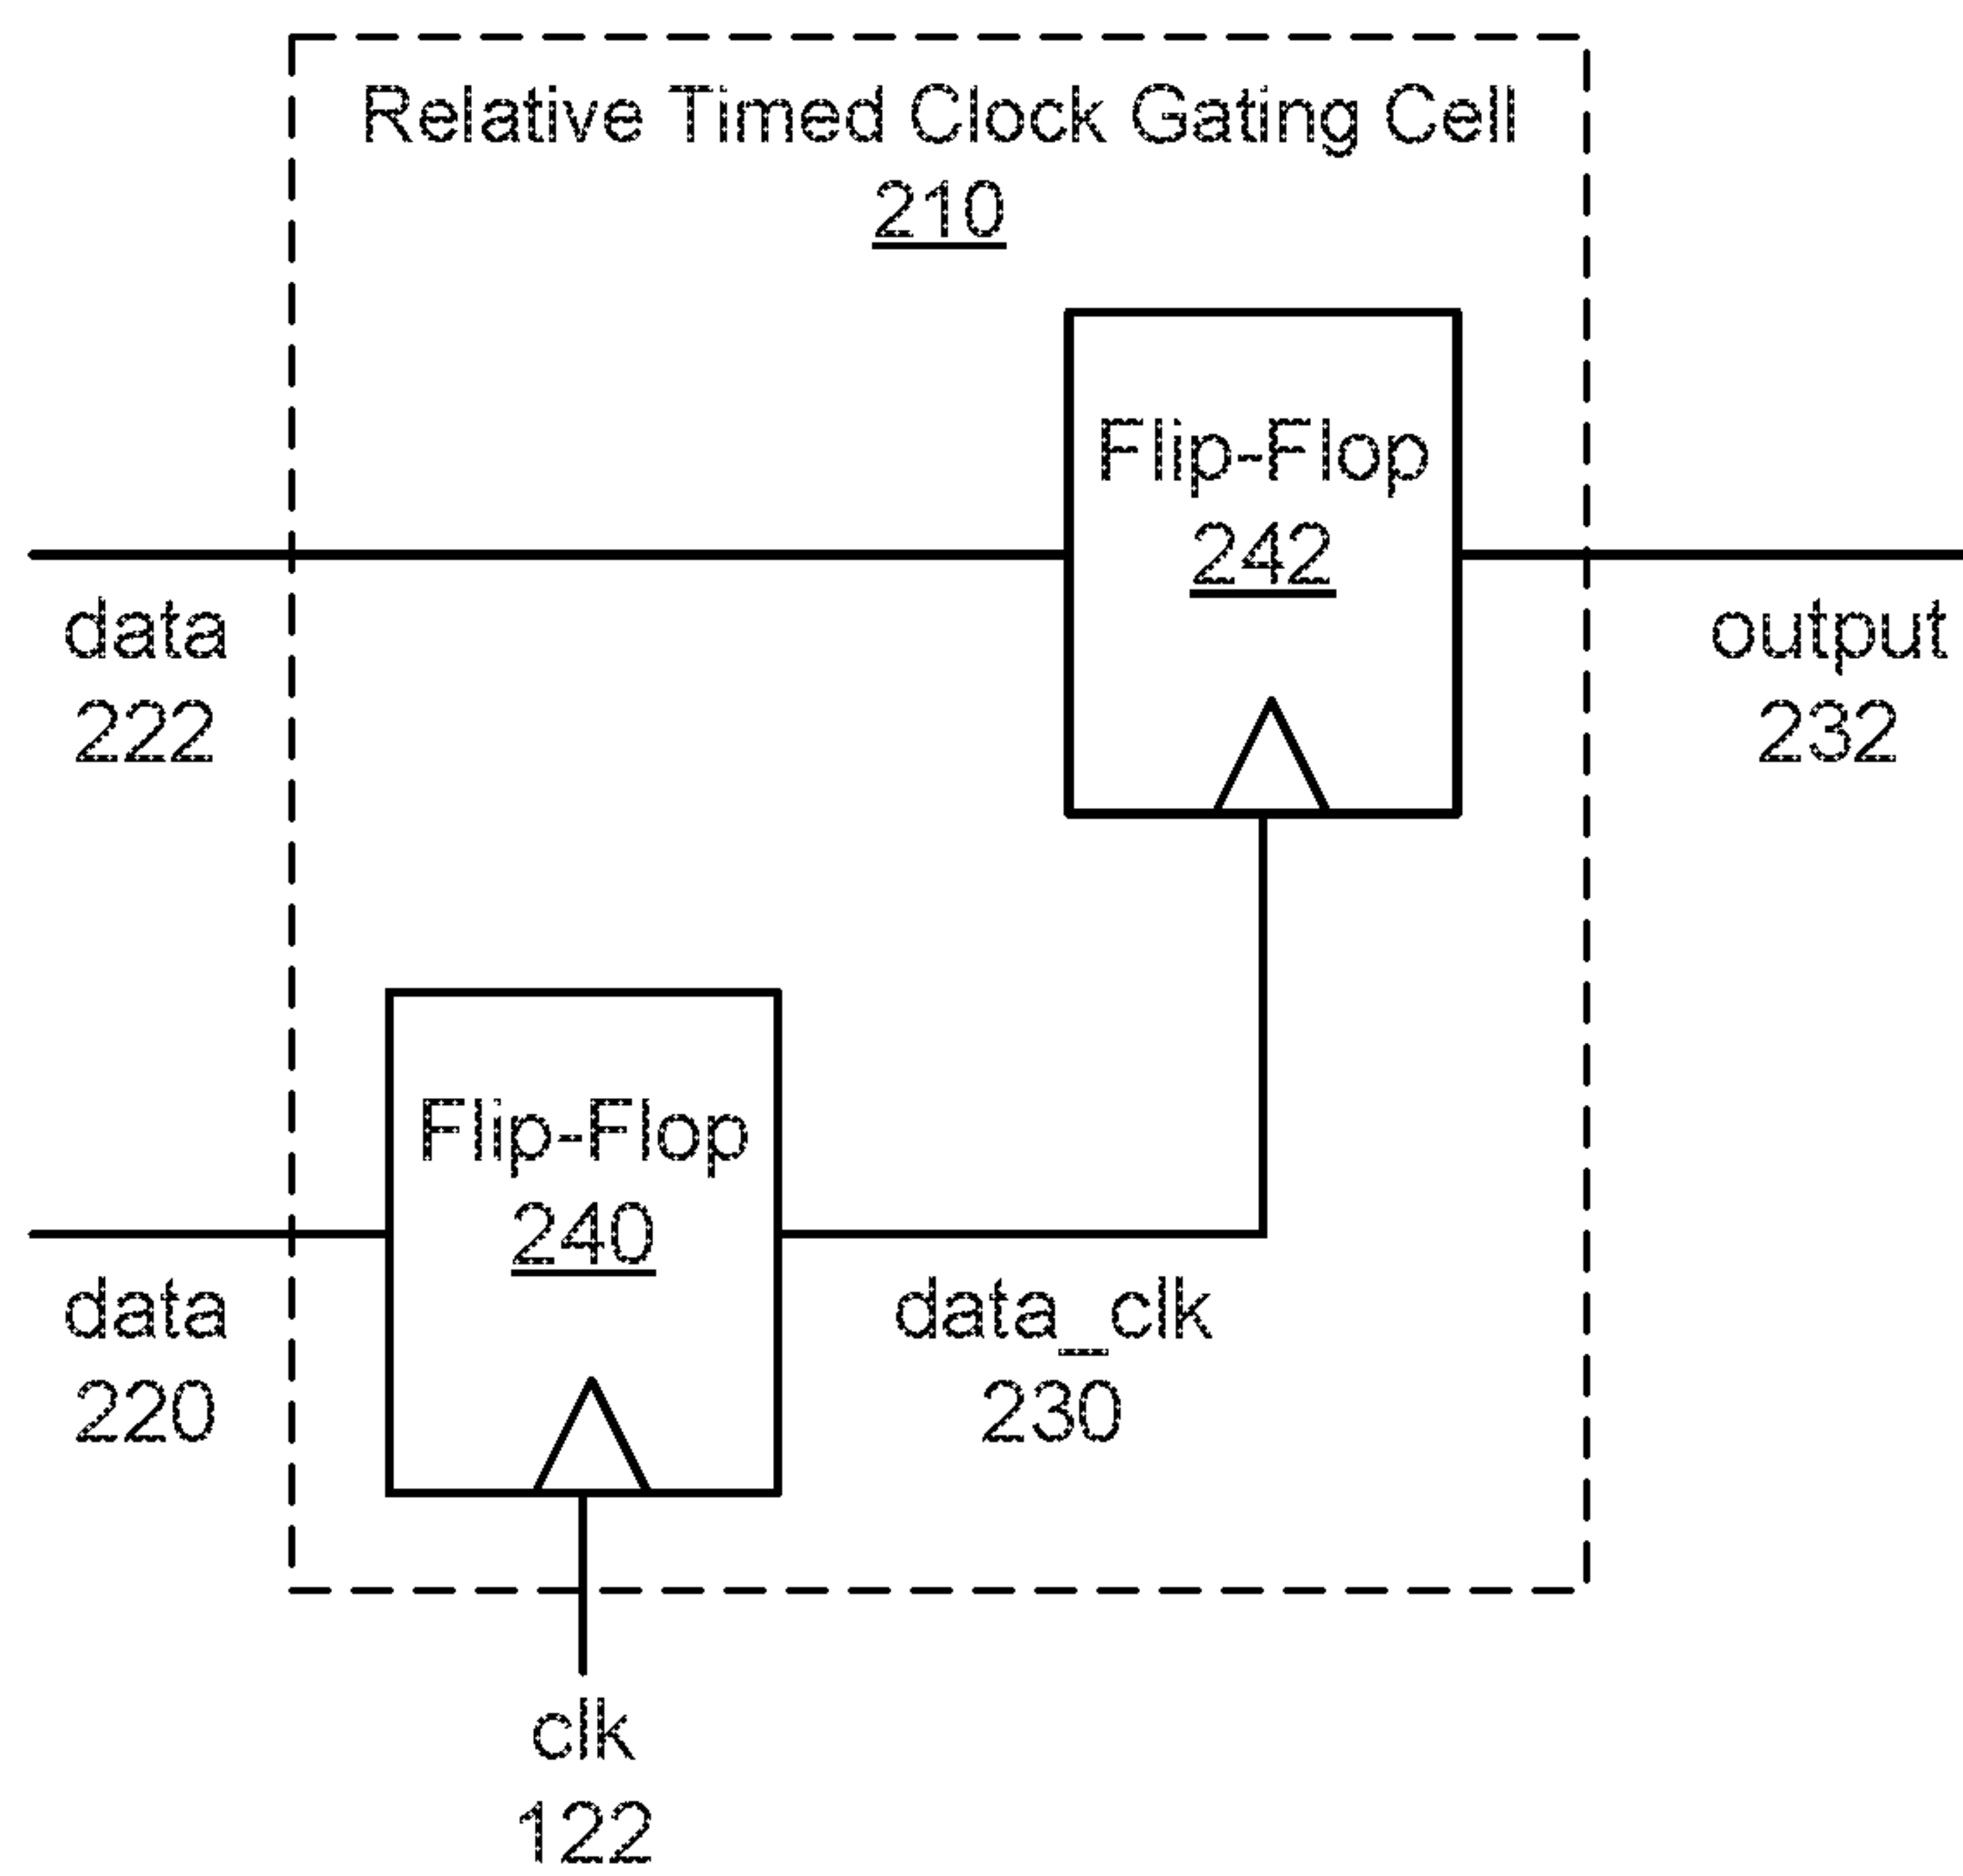 Relative Timed Clock Gating Cell
210
Flip-Flop
242
data
222
output
232
Flip-Flop
240
data
220
data_clk
230
clk
122